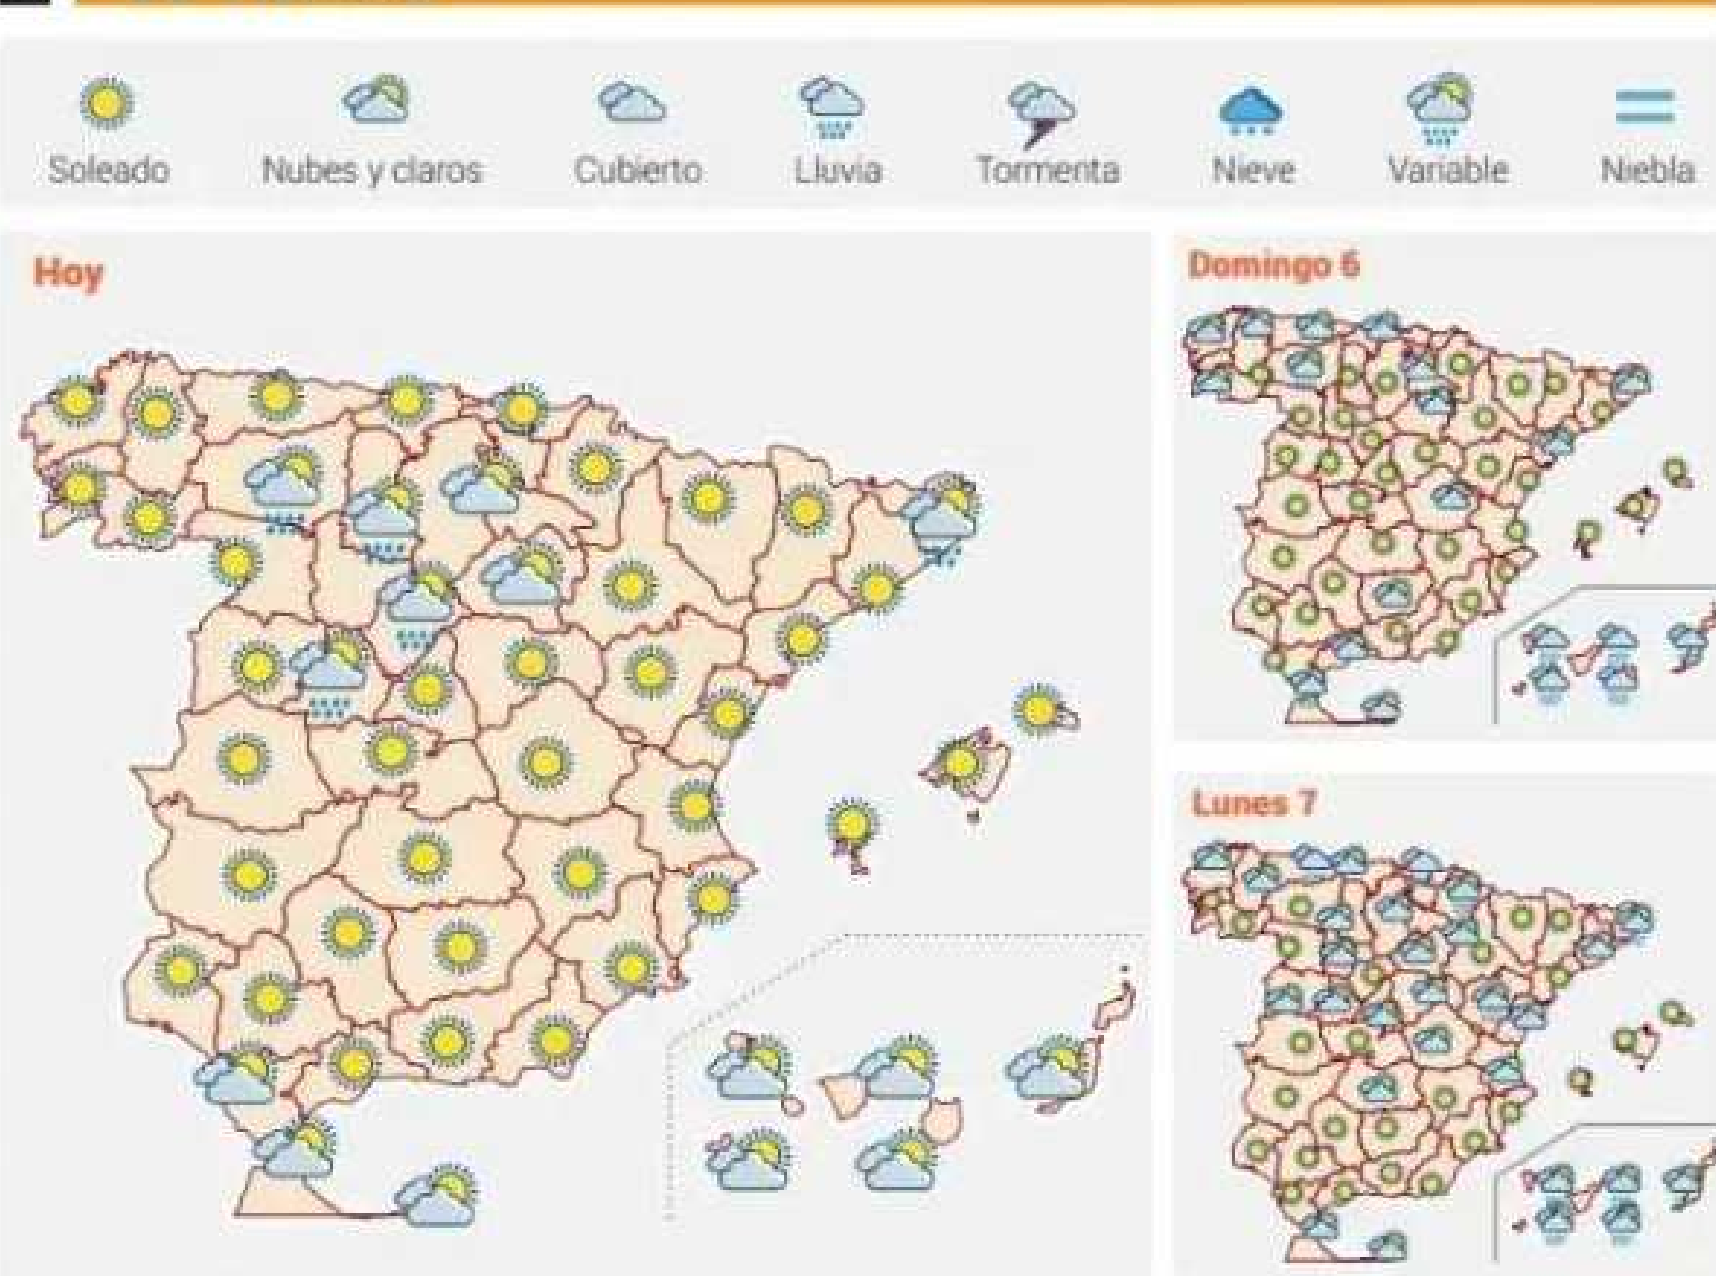 Soleado
Nubes y claros
Cubierto
Lluvia
Tormenta
Nieve
Variable
Niebla
Hoy
Domingo 6
Lunes 7